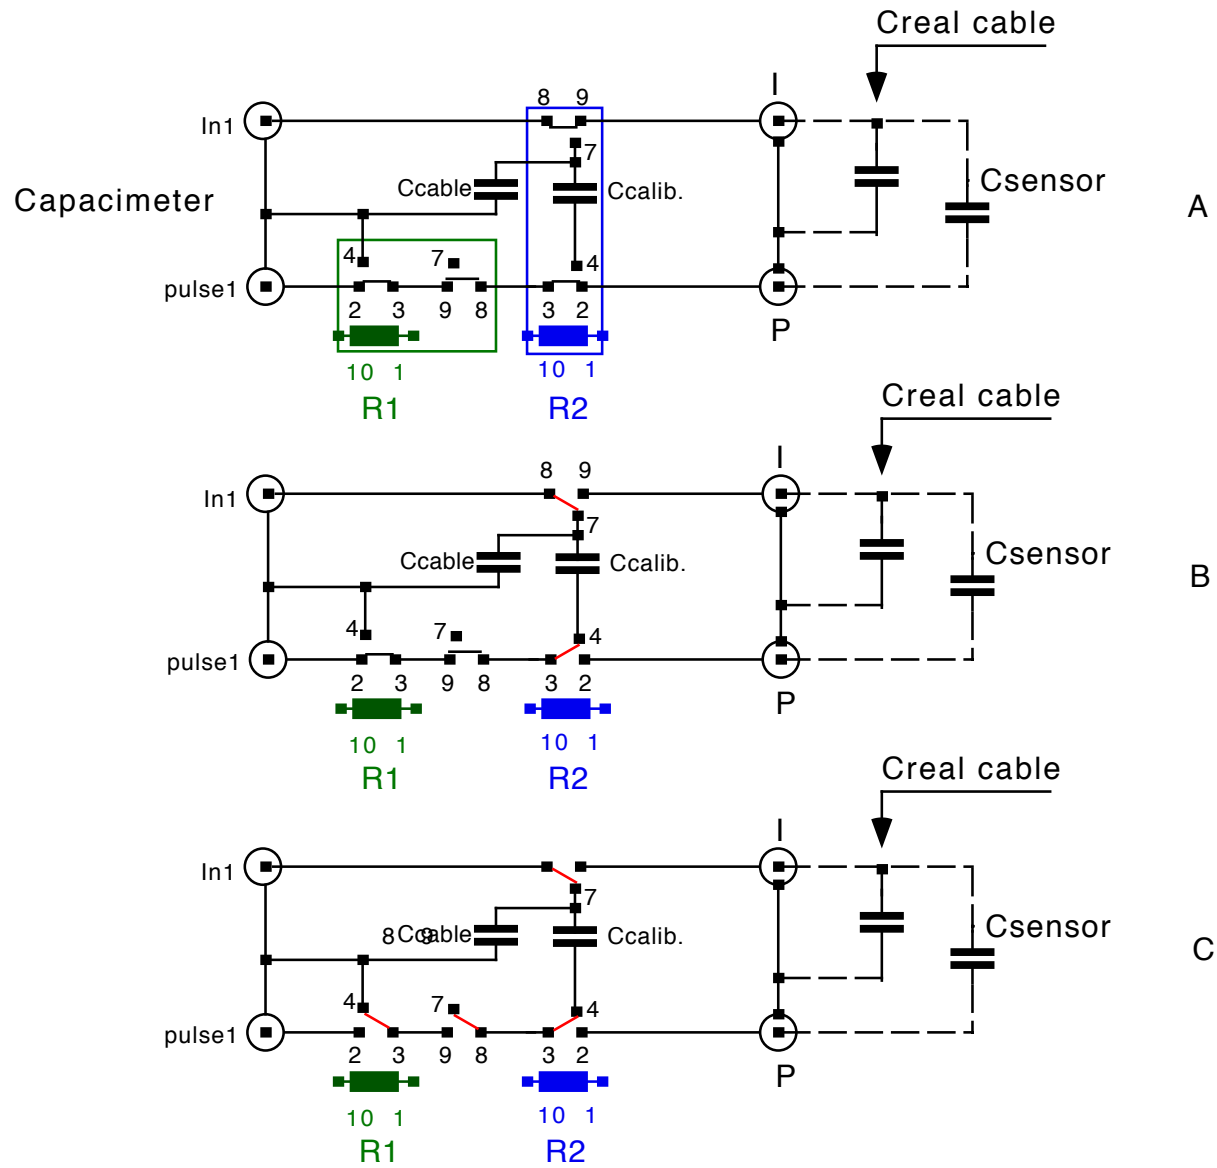 Creal cable
I
8 9
In1
7
Ccable
Ccalib.
Csensor
Capacimeter
A
4 7 4
pulse1
2 3 9 8 3 2
P
10 1 10 1
R1 R2
Creal cable
I
8 9
In1
7
Ccable
Ccalib.
Csensor
B
4 7 4
pulse1
2 3 9 8 3 2
P
10 1 10 1
R1 R2
Creal cable
I
In1
7
8 9
Ccable
Ccalib.
Csensor
C
4 7 4
pulse1
2 3 9 8 3 2
P
10 1 10 1
R1 R2